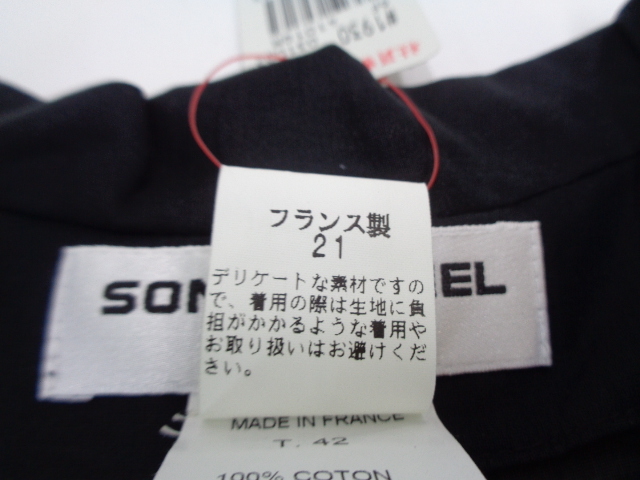 フランス製
21
デリケートな素材ですの
で、着用の際は生地に負
担がかかるような着用や
お取り扱いはお避けくだ
さい。
SON EL
MADE IN FRANCE
T. 42
100% COTON